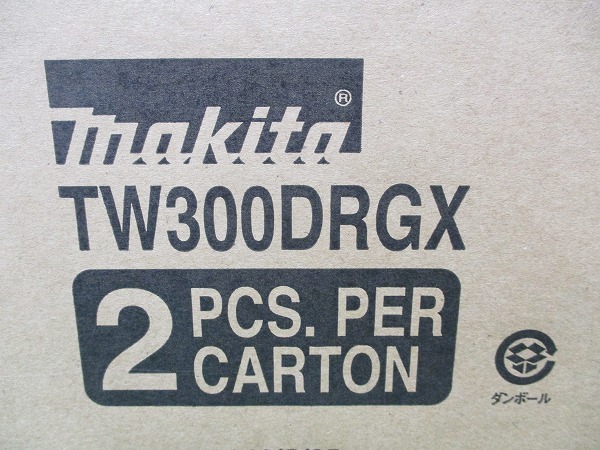 makita®
TW300DRGX
2 PCS. PER
CARTON
ダンボール